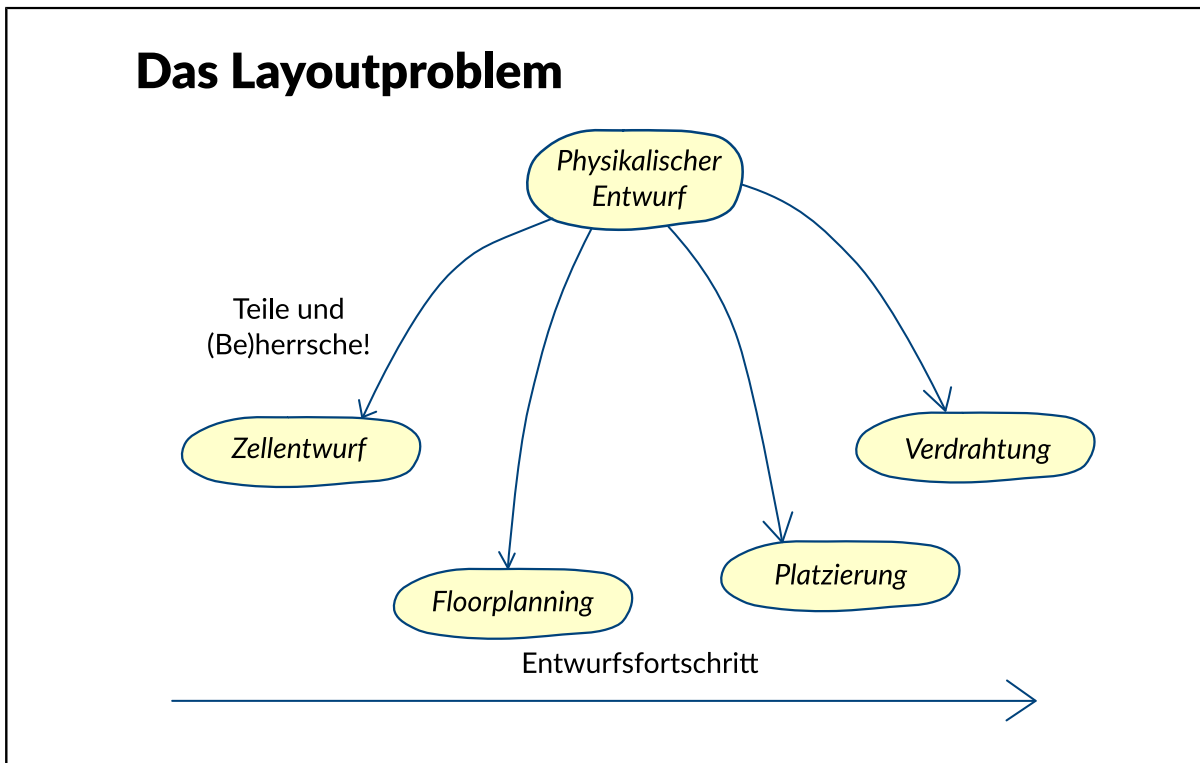 Das Layoutproblem
Physikalischer
Entwurf
Teile und
(Be)herrsche!
Zellentwurf
Verdrahtung
Platzierung
Floorplanning
Entwurfsfortschritt